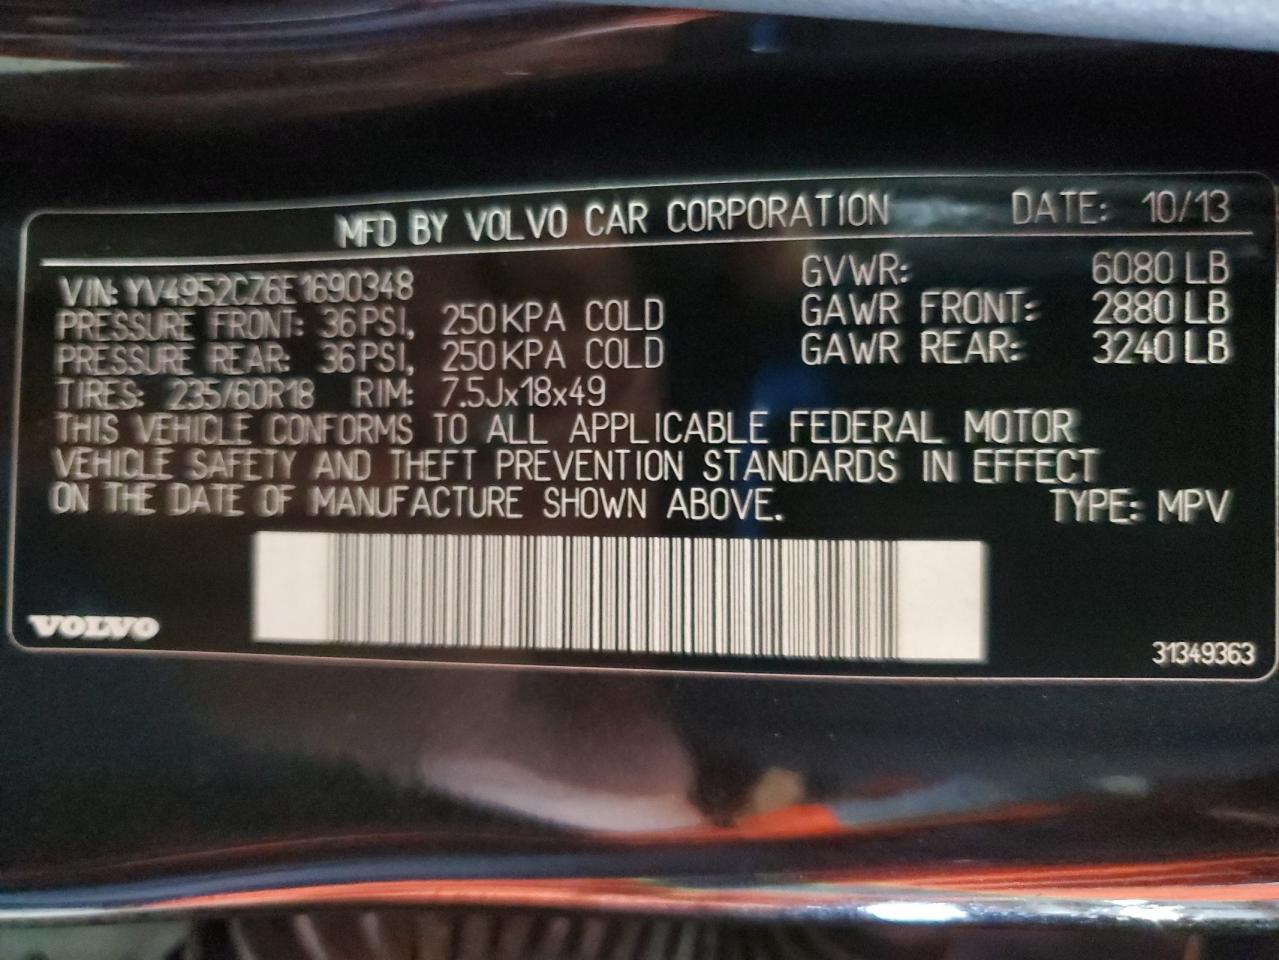 MFD BY VOLVO CAR CORPORATION DATE: 10/13
VIN: YV4952CZ6E1690348 GVWR: 6080 LB
PRESSURE FRONT: 36 PSI, 250 KPA COLD GAWR FRONT: 2880 LB
PRESSURE REAR: 36 PSI, 250 KPA COLD GAWR REAR: 3240 LB
TIRES: 235/60R18 RIM: 7.5Jx18x49
THIS VEHICLE CONFORMS TO ALL APPLICABLE FEDERAL MOTOR
VEHICLE SAFETY AND THEFT PREVENTION STANDARDS IN EFFECT
ON THE DATE OF MANUFACTURE SHOWN ABOVE. TYPE: MPV
VOLVO 31349363